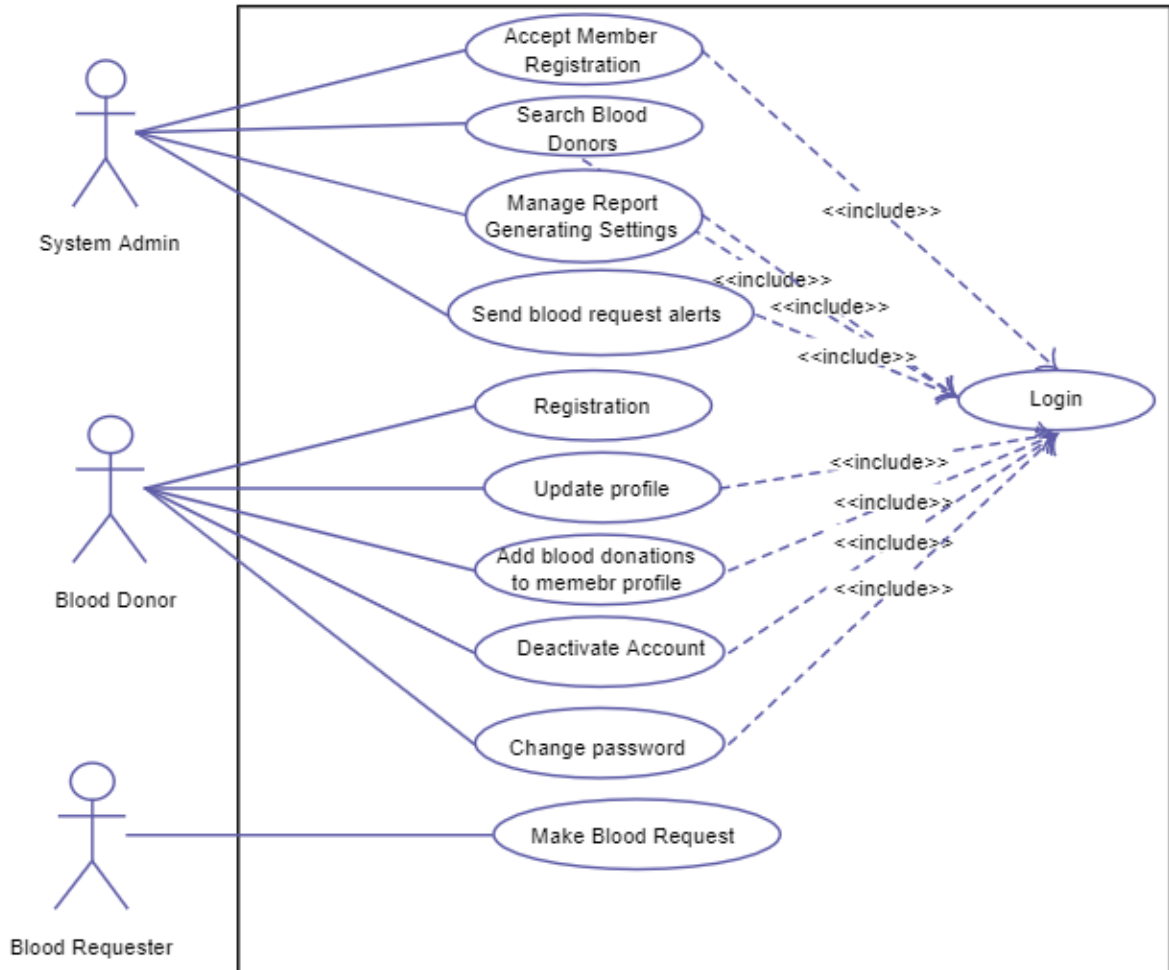 Accept Member
Registration
Search Blood
Donors
Manage Report
Generating Settings
<<include>>
System Admin
<<include>>
<<include>>
Send blood request alerts
<<include>>
Login
Registration
<<include>>
Update profile
<<include>>
<<include>>
Add blood donations
to memebr profile
<<include>>
Blood Donor
Deactivate Account
Change password
Make Blood Request
Blood Requester